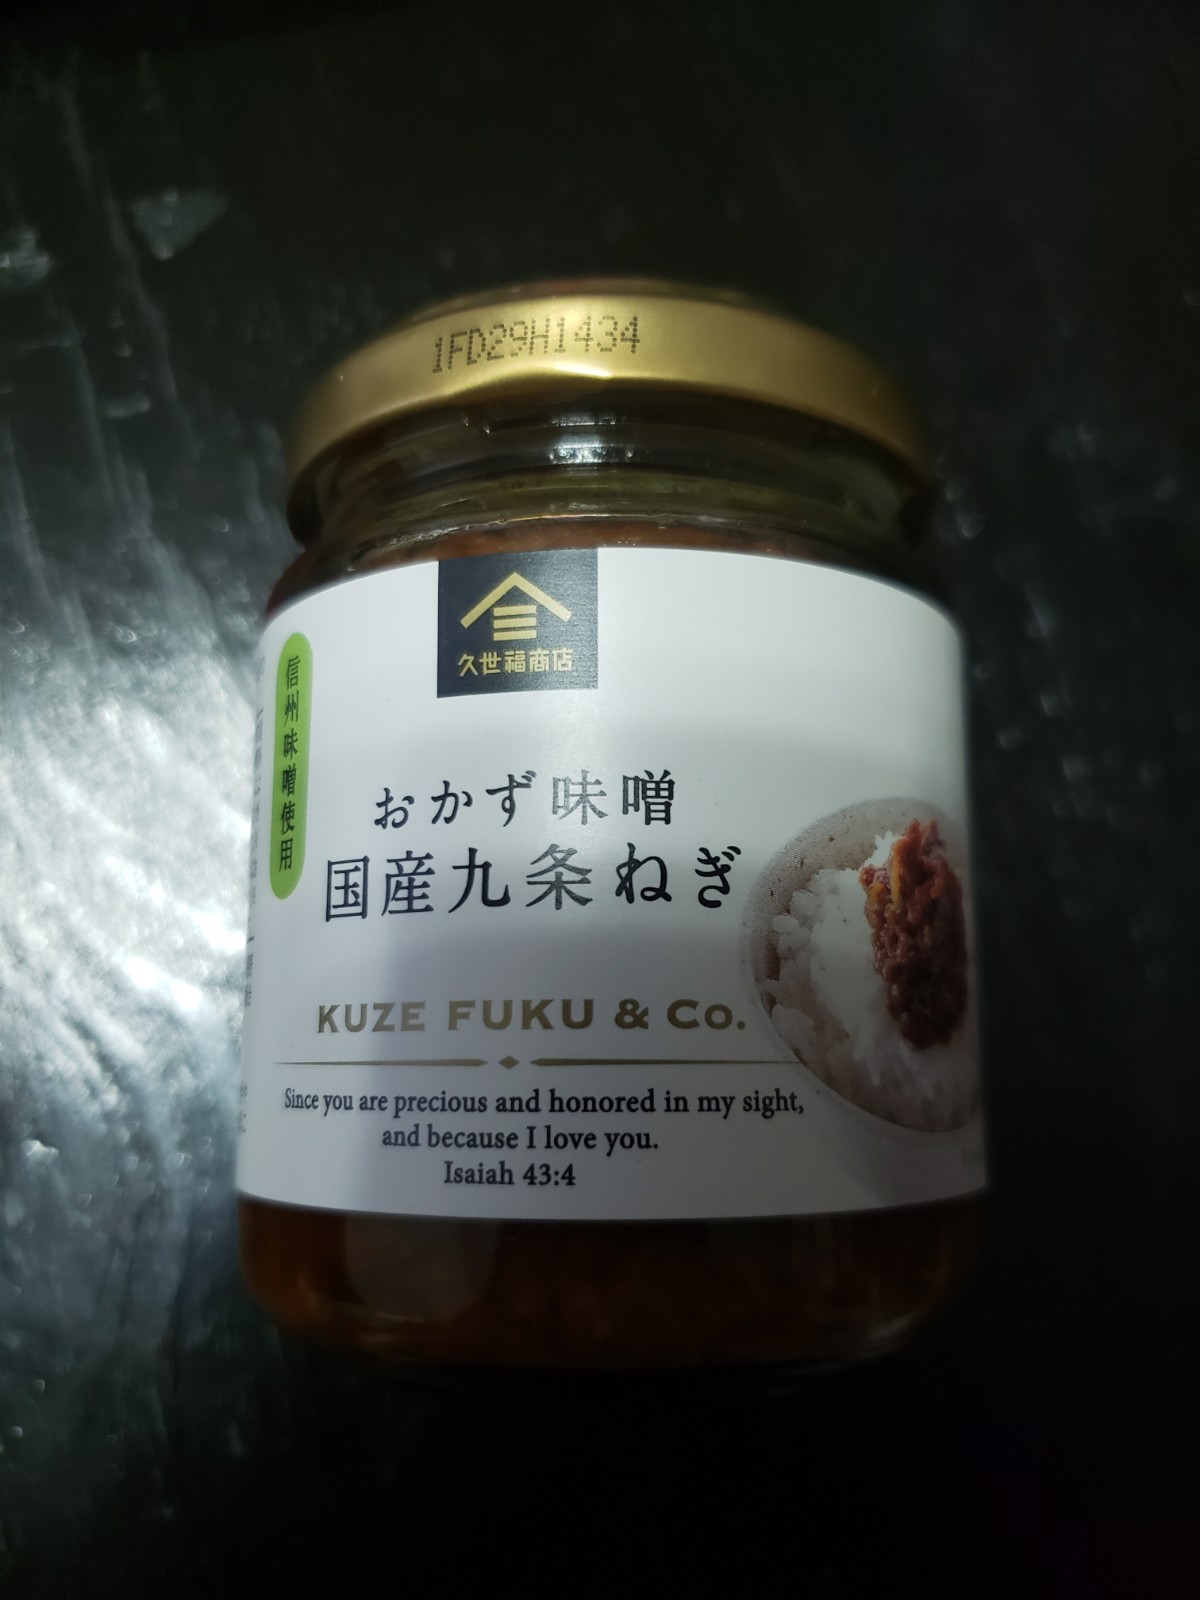 1FD29H1434
久世福商店
信州味噌使用
おかず味噌
国産九条ねぎ
KUZE FUKU & Co.
Since you are precious and honored in my sight,
and because I love you.
Isaiah 43:4